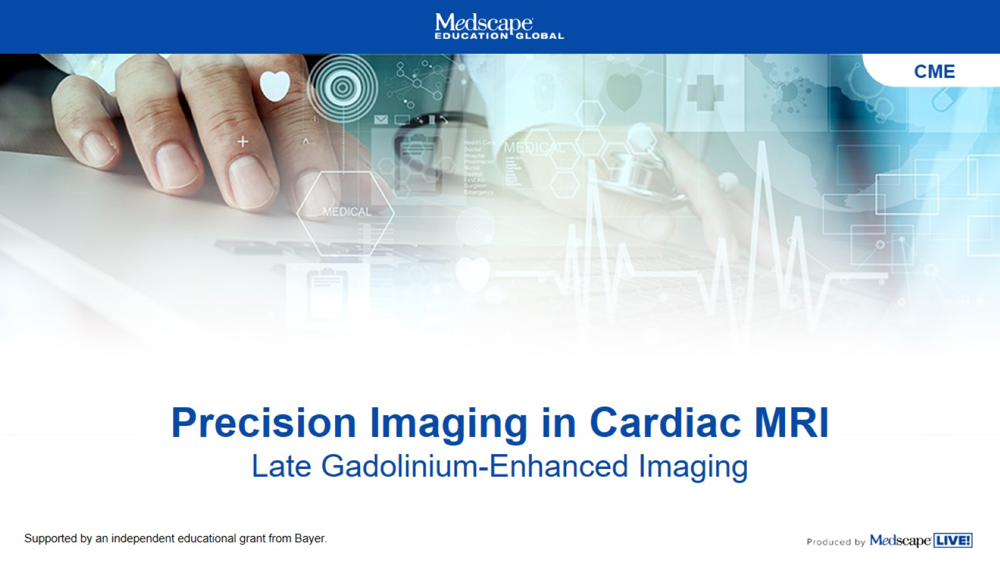 Medscape
EDUCATION GLOBAL
CME
MEDICAL
Health Care
Doctor
Hospital
Pharmacist
Nurse
Dentist
First Aid
Surgeon
Emergency
MEDICAL
Precision Imaging in Cardiac MRI
Late Gadolinium-Enhanced Imaging
Supported by an independent educational grant from Bayer.
Produced by Medscape LIVE!